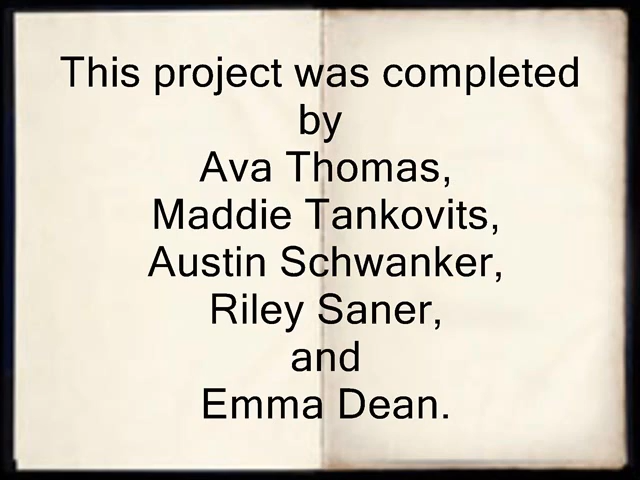 This project was completed
by
Ava Thomas,
Maddie Tankovits,
Austin Schwanker,
Riley Saner,
and
Emma Dean.